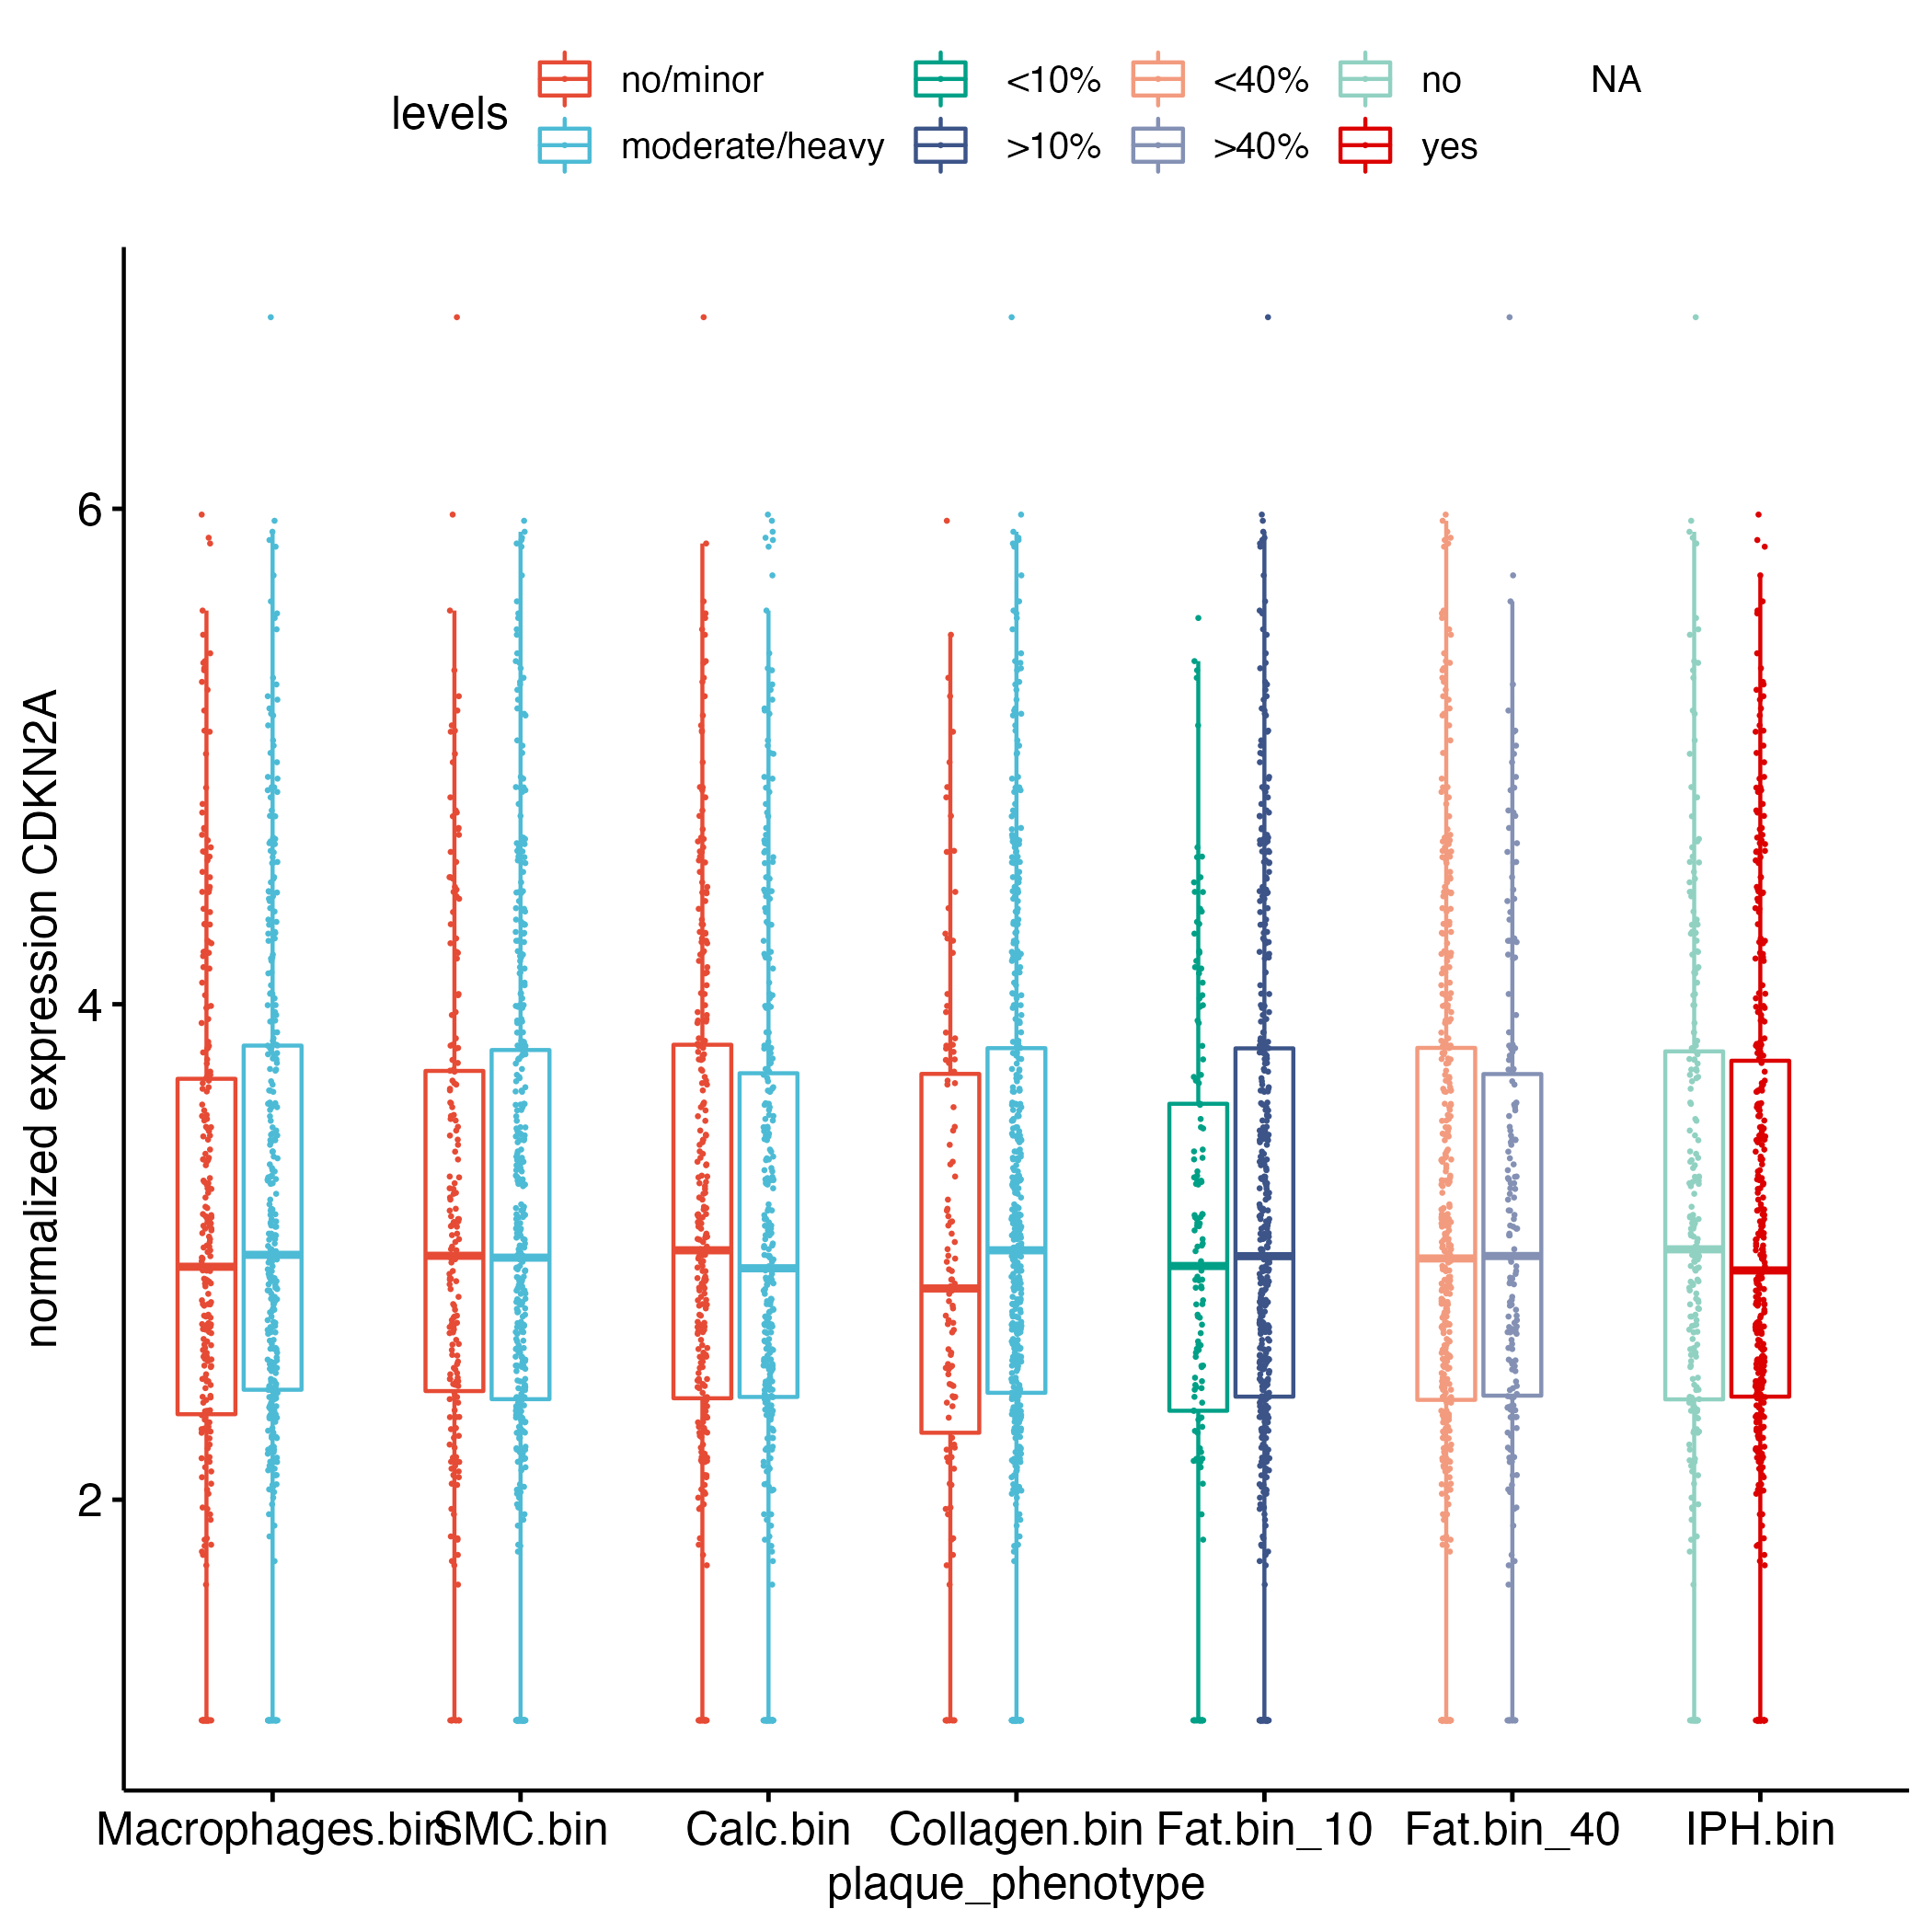 levels
no/minor <10% <40% no NA
moderate/heavy >10% >40% yes
normalized expression CDKN2A
6
4
2
Macrophages.bin SMC.bin Calc.bin Collagen.bin Fat.bin_10 Fat.bin_40 IPH.bin
plaque_phenotype